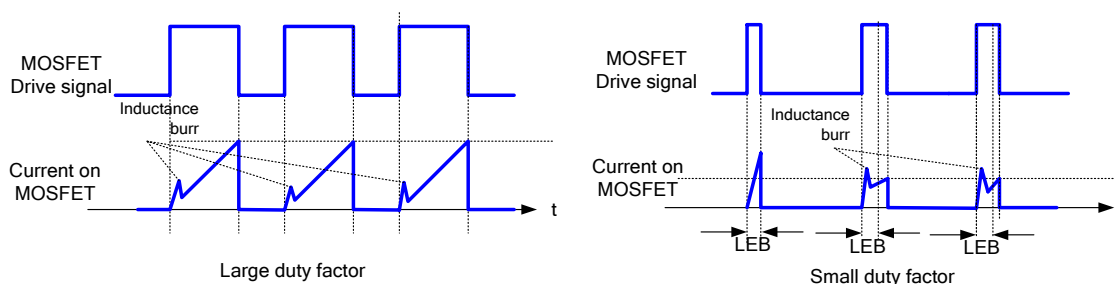 MOSFET
Drive signal
Inductance
burr
Current on
MOSFET
t
Large duty factor
MOSFET
Drive signal
Inductance
burr
Current on
MOSFET
LEB
LEB
LEB
Small duty factor